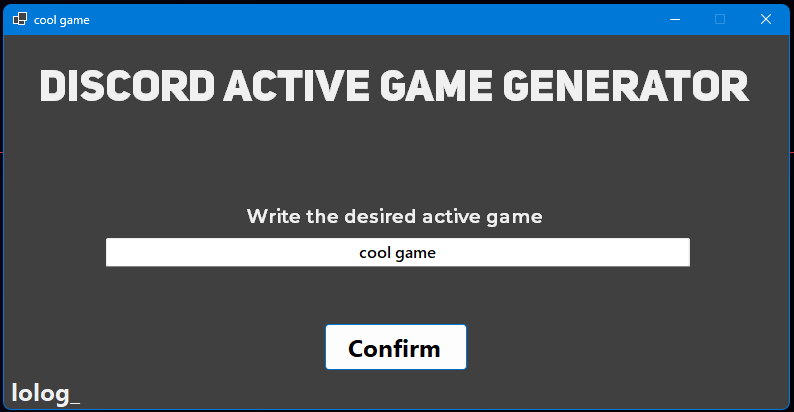 cool game
DISCORD ACTIVE GAME GENERATOR
Write the desired active game
cool game
Confirm
lolog_